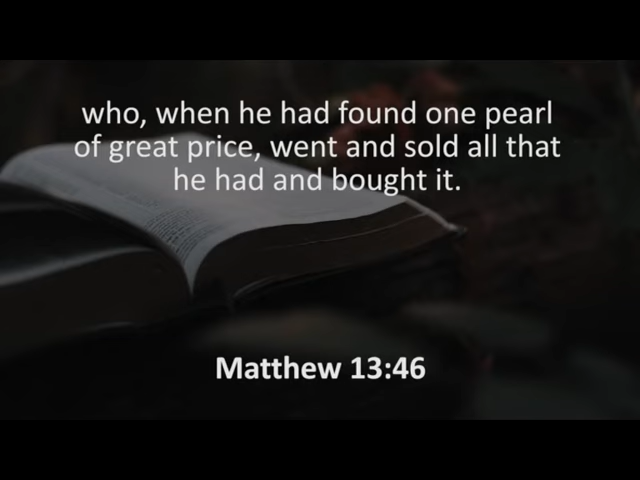 who, when he had found one pearl
of great price, went and sold all that
he had and bought it.
Matthew 13:46